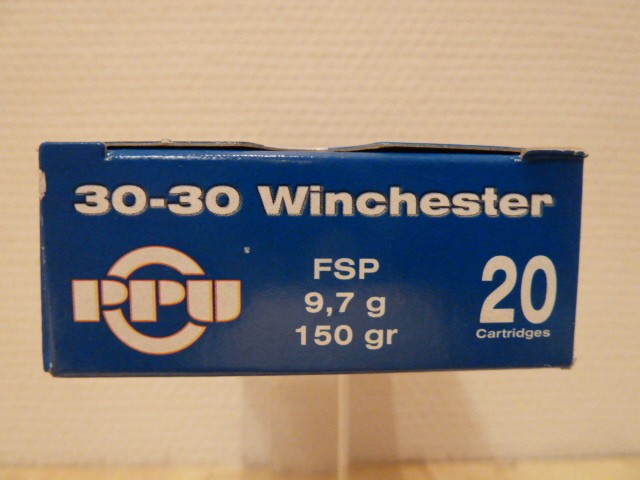 30-30 Winchester
PPU
FSP
9,7 g
150 gr
20
Cartridges